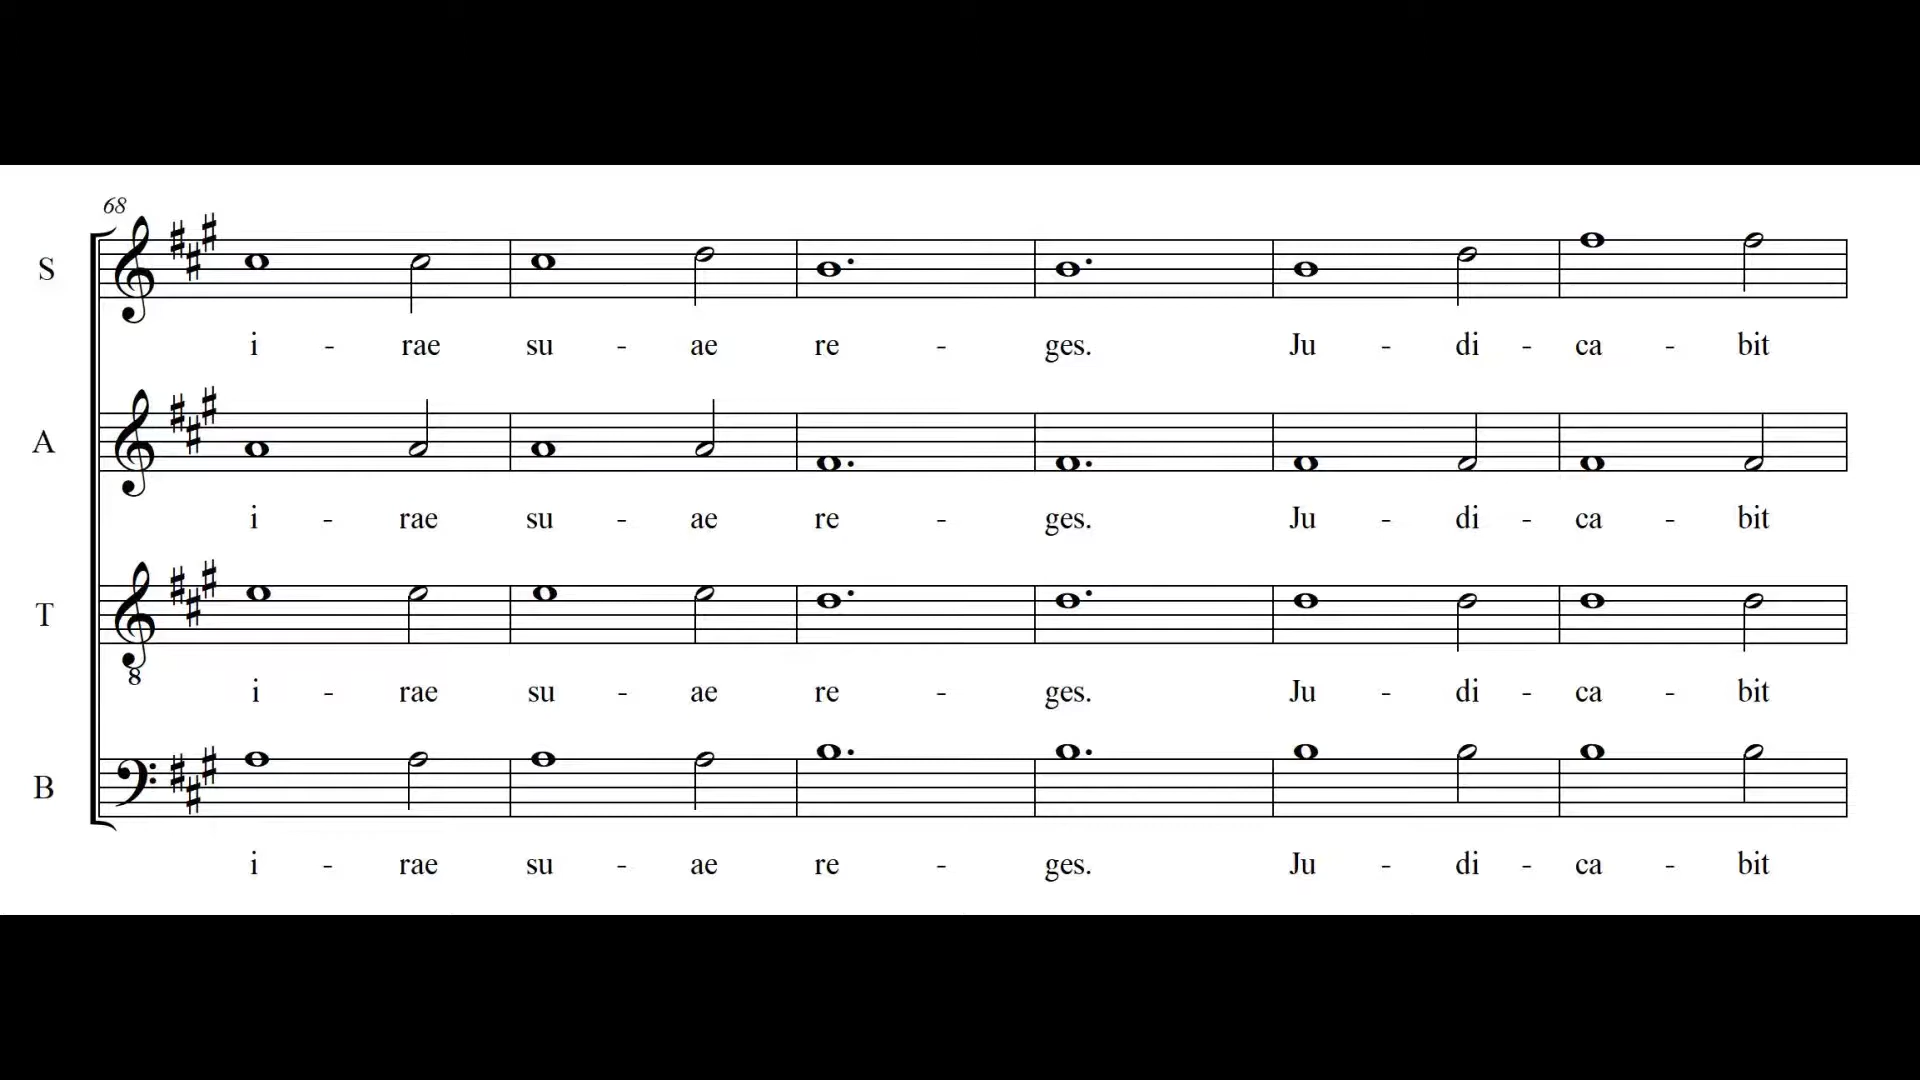 68
S
i - rae su - ae re - ges. Ju - di - ca - bit
A
i - rae su - ae re - ges. Ju - di - ca - bit
T
8
i - rae su - ae re - ges. Ju - di - ca - bit
B
i - rae su - ae re - ges. Ju - di - ca - bit